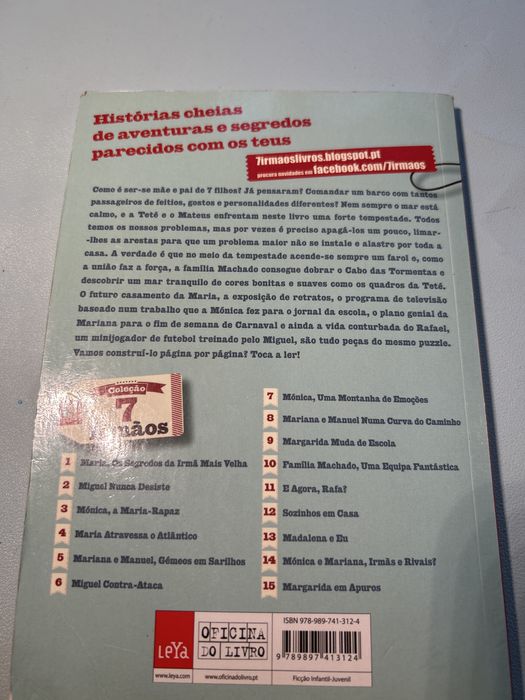 Histórias cheias
de aventuras e segredos
parecidos com os teus
7irmaoslivros.blogspot.pt
procura novidades em facebook.com/7irmaos
Como é ser-se mãe e pai de 7 filhos? Já pensaram? Comandar um barco com tantos
passageiros de feitios, gostos e personalidades diferentes? Nem sempre o mar está
calmo, e a Teté e o Mateus enfrentam neste livro uma forte tempestade. Todos
temos os nossos problemas, mas por vezes é preciso apagá-los um pouco, limar-
-lhes as arestas para que um problema maior não se instale e alastre por toda a
casa. A verdade é que no meio da tempestade acende-se sempre um farol e, como
a união faz a força, a família Machado consegue dobrar o Cabo das Tormentas e
descobrir um mar tranquilo de cores bonitas e suaves como os quadros da Teté.
O futuro casamento da Maria, a exposição de retratos, o programa de televisão
baseado num trabalho que a Mónica fez para o jornal da escola, o plano genial da
Mariana para o fim de semana de Carnaval e ainda a vida conturbada do Rafael,
um minijogador de futebol treinado pelo Miguel, são tudo peças do mesmo puzzle.
Vamos construí-lo página por página? Toca a ler!
Coleção
7
irmãos
1 Maria, Os Segredos da Irmã Mais Velha
2 Miguel Nunca Desiste
3 Mónica, a Maria-Rapaz
4 Maria Atravessa o Atlântico
5 Mariana e Manuel, Gémeos em Sarilhos
6 Miguel Contra-Ataca
7 Mónica, Uma Montanha de Emoções
8 Mariana e Manuel Numa Curva do Caminho
9 Margarida Muda de Escola
10 Família Machado, Uma Equipa Fantástica
11 E Agora, Rafa?
12 Sozinhos em Casa
13 Madalena e Eu
14 Mónica e Mariana, Irmãs e Rivais?
15 Margarida em Apuros
LEYA
www.leya.com
OFICINA
DO LIVRO
www.oficinadolivro.pt
ISBN 978-989-741-312-4
9 789897 413124
Ficção Infantil-Juvenil